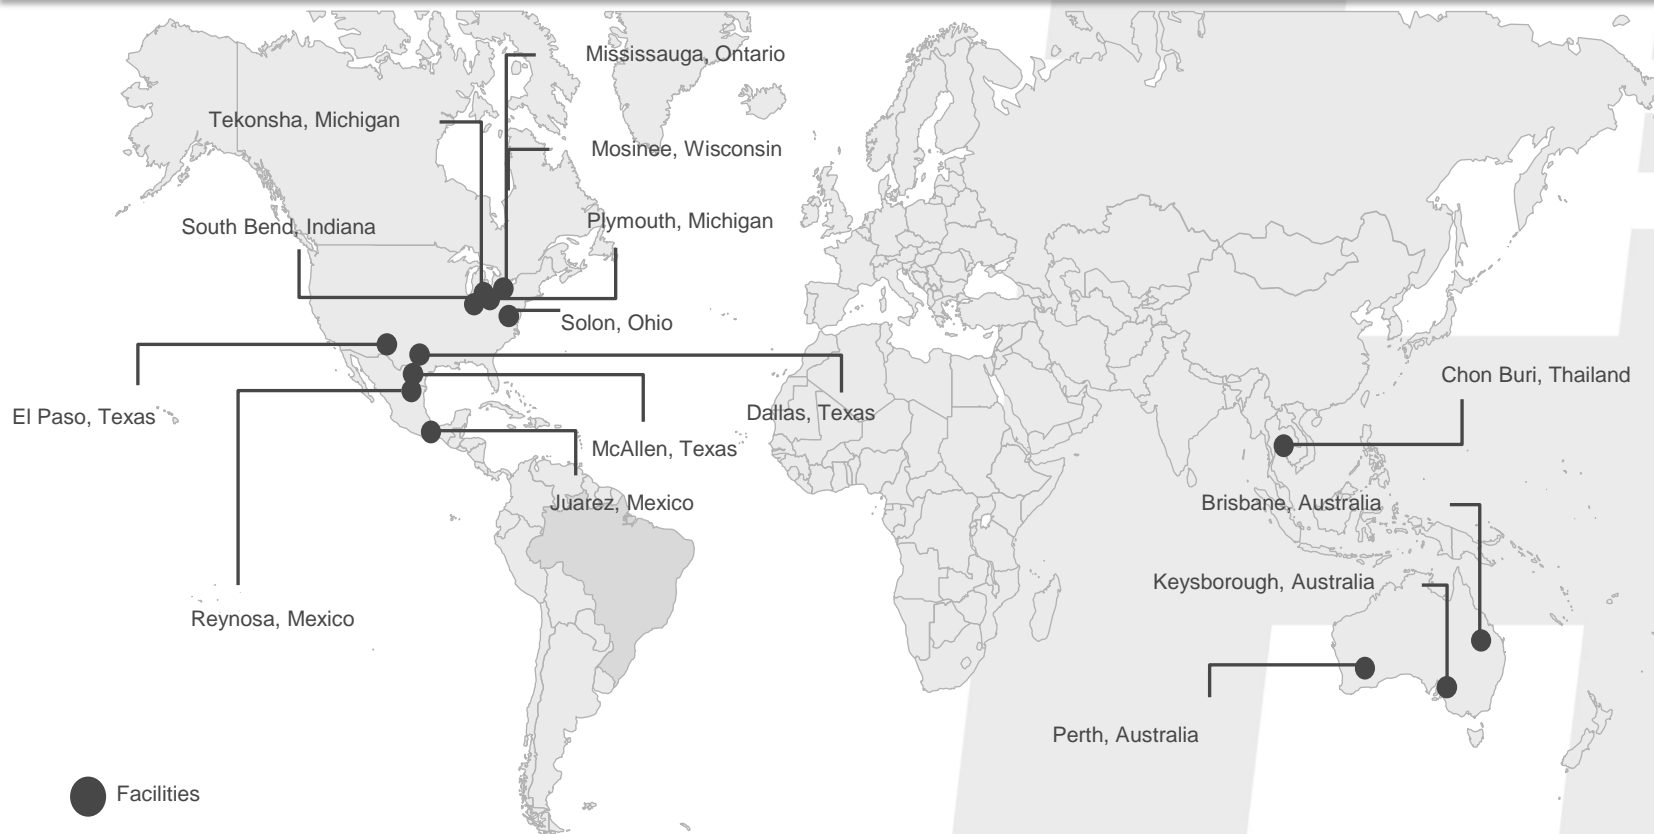 Mississauga, Ontario
Tekonsha, Michigan
Mosinee, Wisconsin
South Bend, Indiana
Plymouth, Michigan
Solon, Ohio
Chon Buri, Thailand
El Paso, Texas
Dallas, Texas
McAllen, Texas
Juarez, Mexico
Brisbane, Australia
Keysborough, Australia
Reynosa, Mexico
Perth, Australia
Facilities